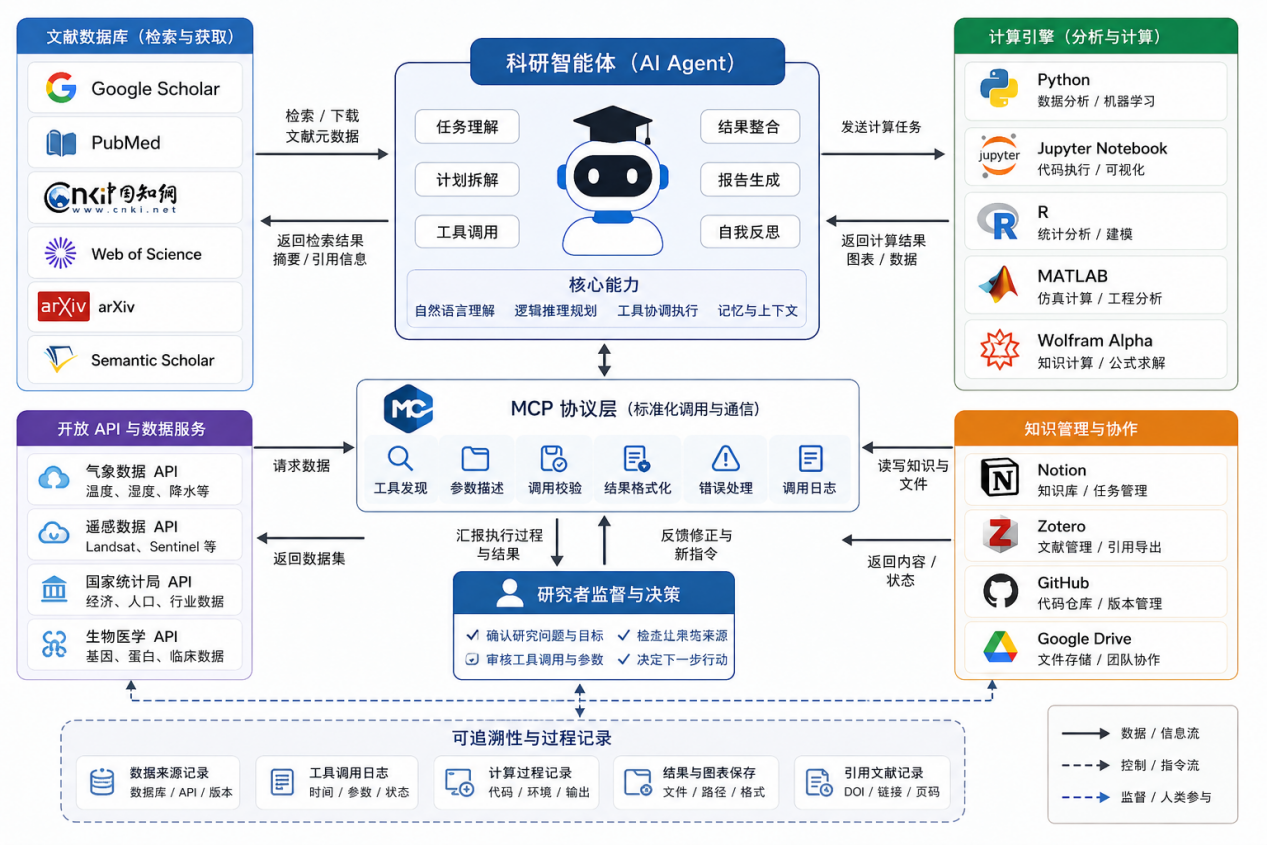 文献数据库（检索与获取）
Google Scholar
PubMed
cnki中国知网
www.cnki.net
Web of Science
arXiv arXiv
Semantic Scholar
检索 / 下载
文献元数据
返回检索结果
摘要 / 引用信息
科研智能体（AI Agent）
任务理解
计划拆解
工具调用
结果整合
报告生成
自我反思
核心能力
自然语言理解 逻辑推理规划 工具协调执行 记忆与上下文
发送计算任务
返回计算结果
图表 / 数据
计算引擎（分析与计算）
Python
数据分析 / 机器学习
jupyter
Jupyter Notebook
代码执行 / 可视化
R
R
统计分析 / 建模
MATLAB
仿真计算 / 工程分析
Wolfram Alpha
知识计算 / 公式求解
开放 API 与数据服务
气象数据 API
温度、湿度、降水等
遥感数据 API
Landsat、Sentinel 等
国家统计局 API
经济、人口、行业数据
生物医学 API
基因、蛋白、临床数据
请求数据
返回数据集
MC
MCP 协议层（标准化调用与通信）
工具发现 参数描述 调用校验 结果格式化 错误处理 调用日志
读写知识与
文件
返回内容 /
状态
知识管理与协作
N
Notion
知识库 / 任务管理
Z
Zotero
文献管理 / 引用导出
GitHub
代码仓库 / 版本管理
Google Drive
文件存储 / 团队协作
汇报执行过程
与结果
反馈修正与
新指令
研究者监督与决策
确认研究问题与目标
检查 来源
审核工具调用与参数
决定下一步行动
可追溯性与过程记录
数据来源记录
数据库 / API / 版本
工具调用日志
时间 / 参数 / 状态
计算过程记录
代码 / 环境 / 输出
结果与图表保存
文件 / 路径 / 格式
引用文献记录
DOI / 链接 / 页码
数据 / 信息流
控制 / 指令流
监督 / 人类参与